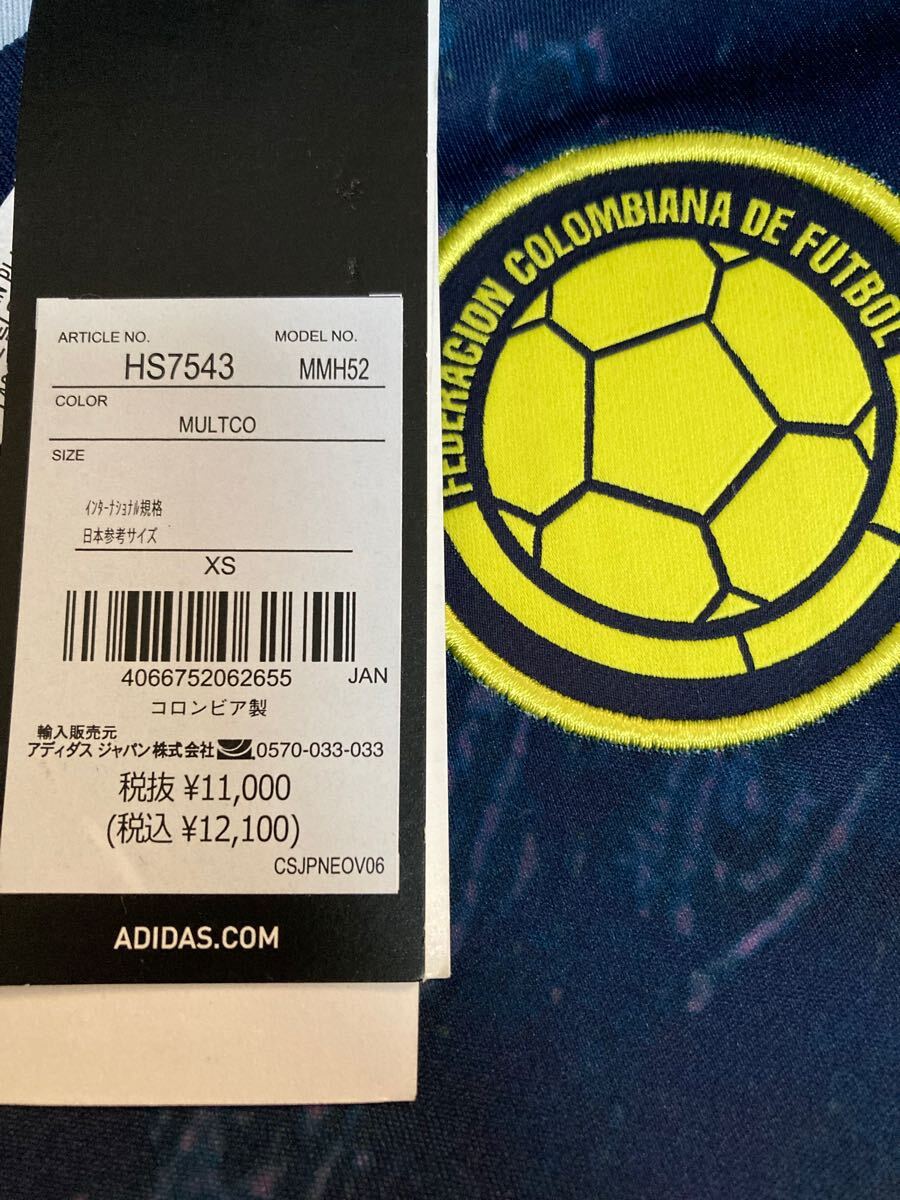 ARTICLE NO. MODEL NO.
HS7543 MMH52
COLOR
MULTCO
SIZE
インターナショナル規格
日本参考サイズ
XS
4066752062655 JAN
コロンビア製
輸入販売元
アディダス ジャパン株式会社 0570-033-033
税抜 ¥11,000
(税込 ¥12,100)
CSJPNEOV06
ADIDAS.COM
FEDERACION COLOMBIANA DE FUTBOL